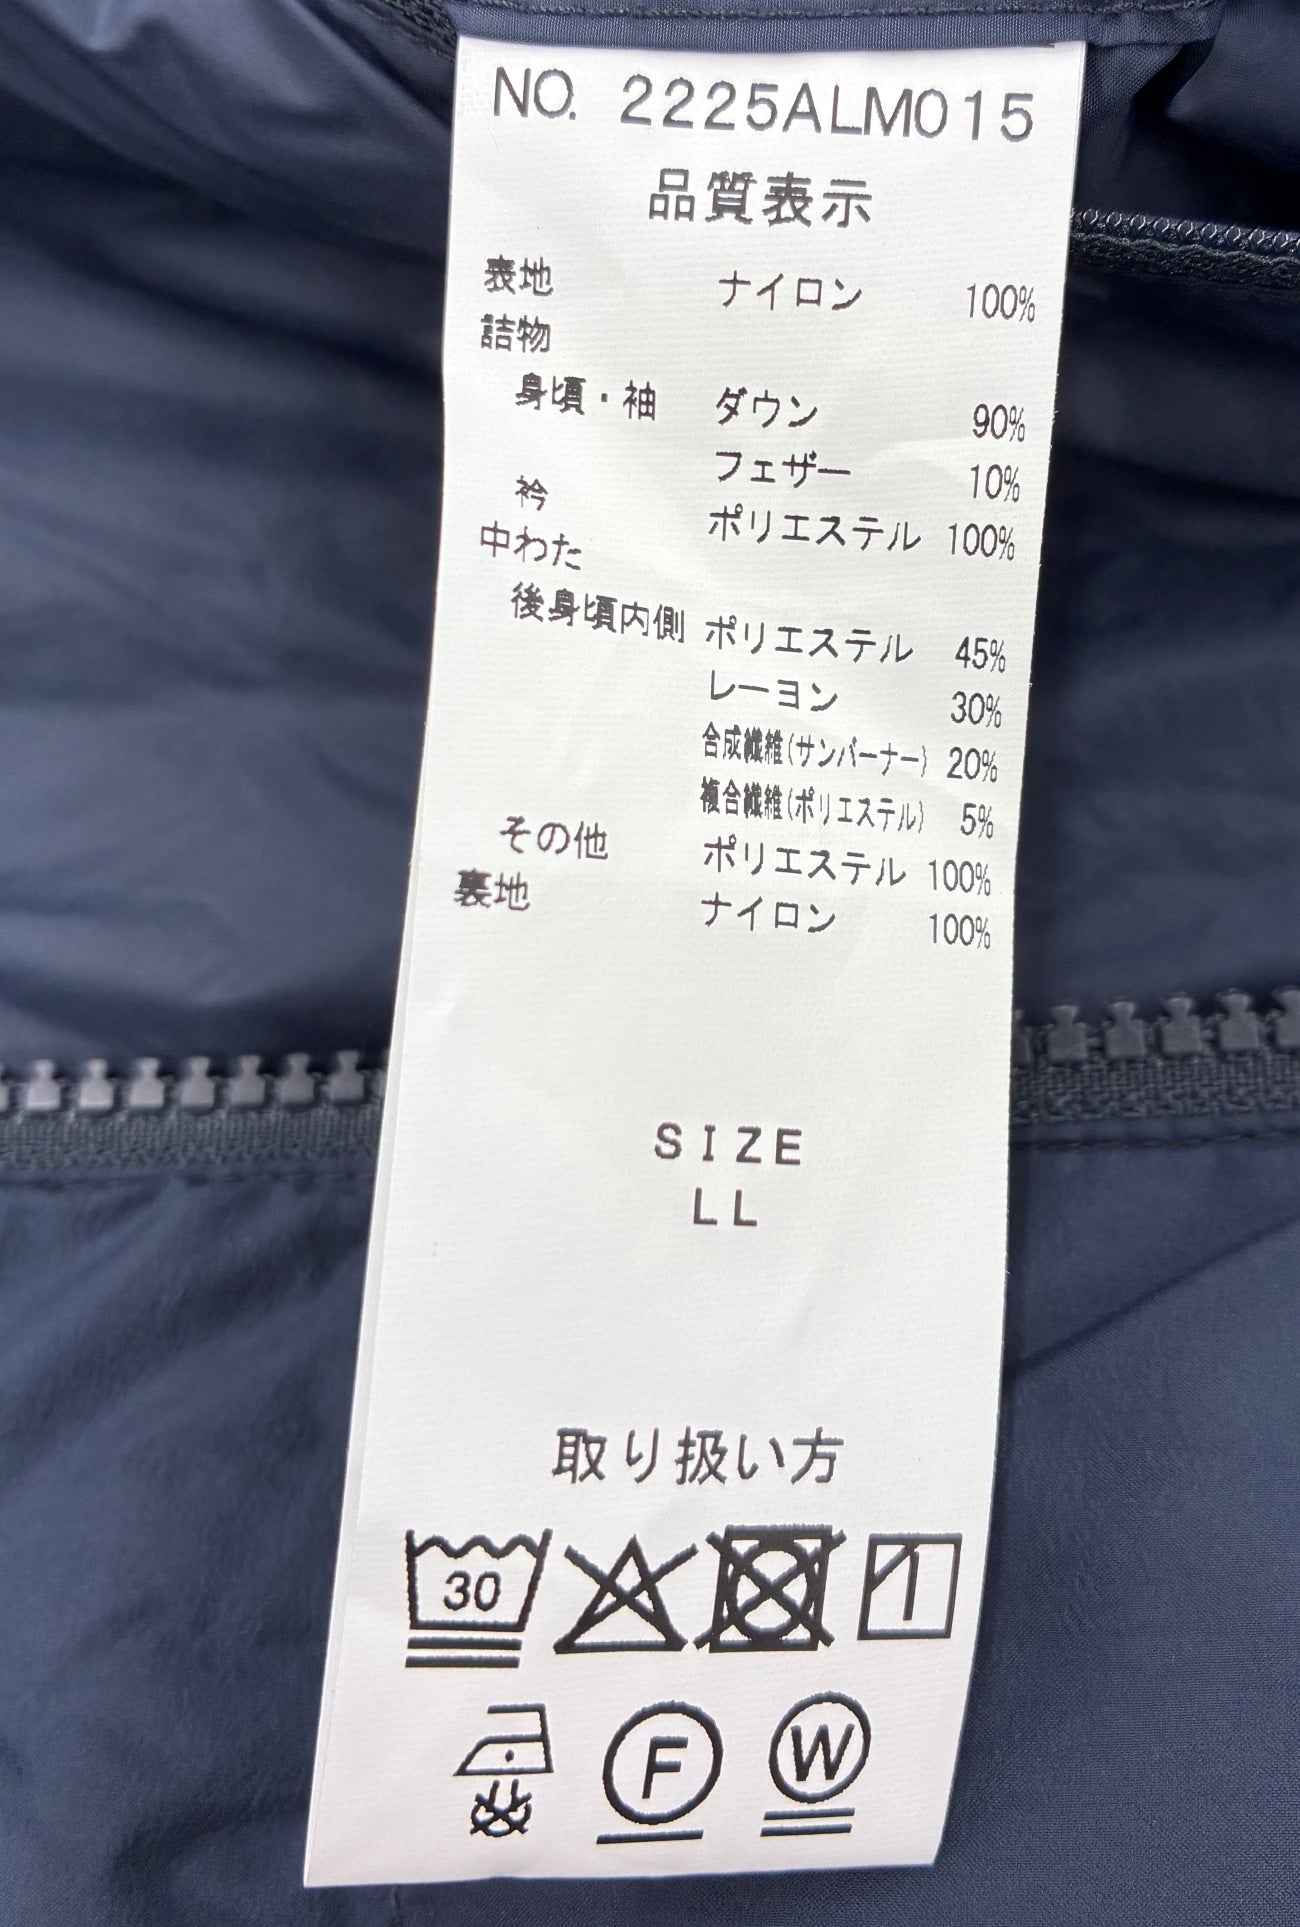 NO. 2225ALM015
品質表示
表地 ナイロン 100%
詰物
身頃・袖 ダウン 90%
フェザー 10%
衿 ポリエステル 100%
中わた
後身頃内側 ポリエステル 45%
レーヨン 30%
合成繊維(サンバーナー) 20%
複合繊維(ポリエステル) 5%
その他 ポリエステル 100%
裏地 ナイロン 100%
SIZE
LL
取り扱い方
30
F W